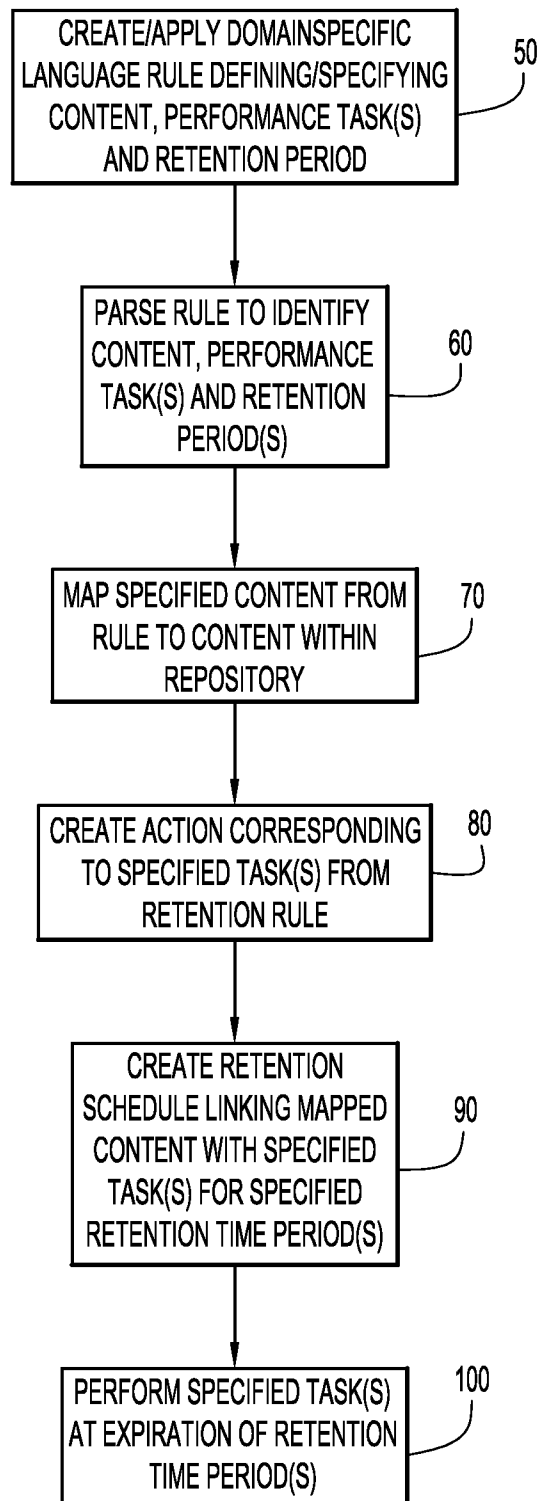 CREATE/APPLY DOMAINSPECIFIC
LANGUAGE RULE DEFINING/SPECIFYING
CONTENT, PERFORMANCE TASK(S)
AND RETENTION PERIOD
50
PARSE RULE TO IDENTIFY
CONTENT, PERFORMANCE
TASK(S) AND RETENTION
PERIOD(S)
60
MAP SPECIFIED CONTENT FROM
RULE TO CONTENT WITHIN
REPOSITORY
70
CREATE ACTION CORRESPONDING
TO SPECIFIED TASK(S) FROM
RETENTION RULE
80
CREATE RETENTION
SCHEDULE LINKING MAPPED
CONTENT WITH SPECIFIED
TASK(S) FOR SPECIFIED
RETENTION TIME PERIOD(S)
90
PERFORM SPECIFIED TASK(S)
AT EXPIRATION OF RETENTION
TIME PERIOD(S)
100